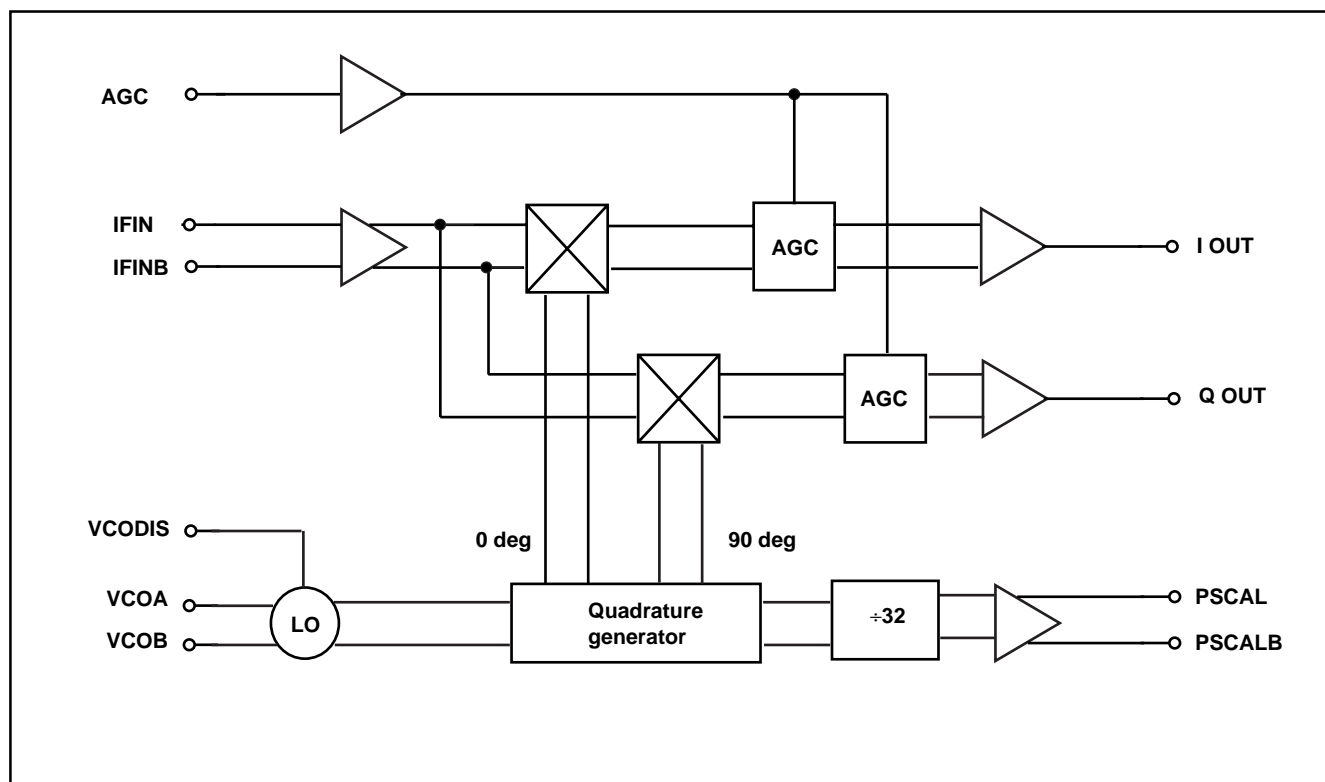 AGC
IFIN
IFINB
AGC
I OUT
AGC
Q OUT
VCODIS
0 deg
90 deg
VCOA
VCOB
LO
Quadrature
generator
÷32
PSCAL
PSCALB